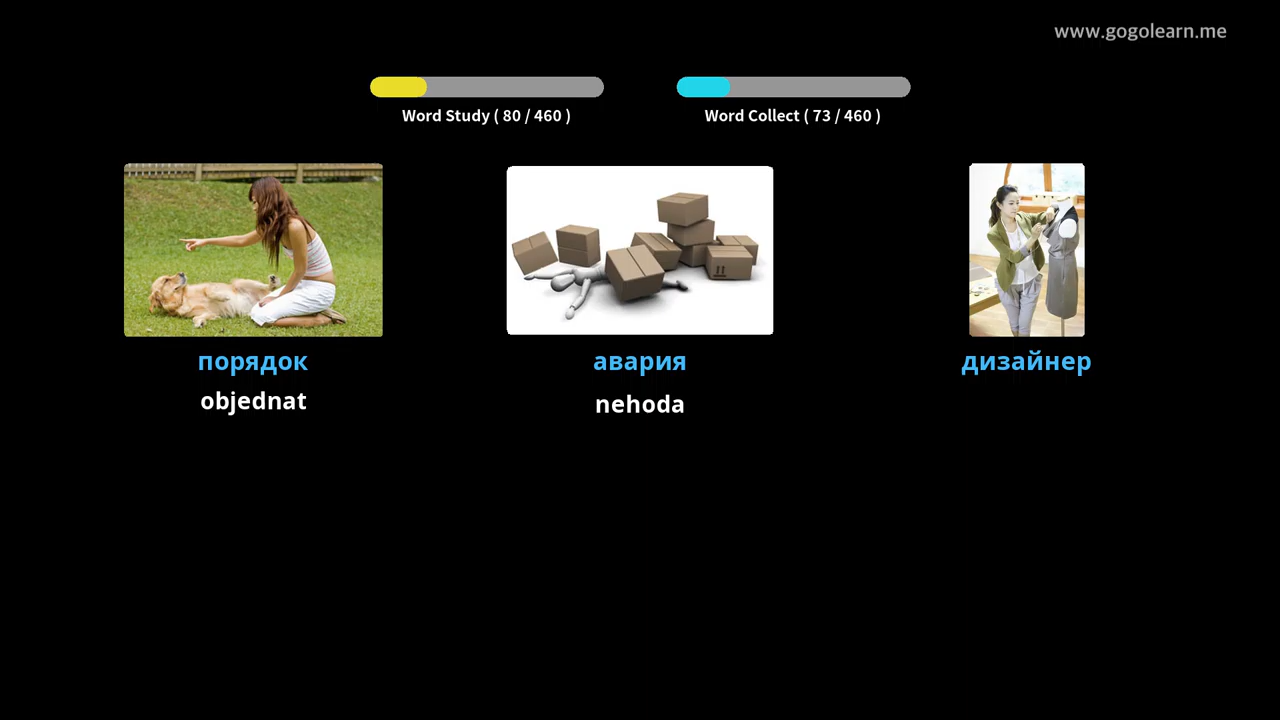 www.gogolearn.me
Word Study ( 80 / 460 )
Word Collect ( 73 / 460 )
порядок
авария
дизайнер
objednat
nehoda